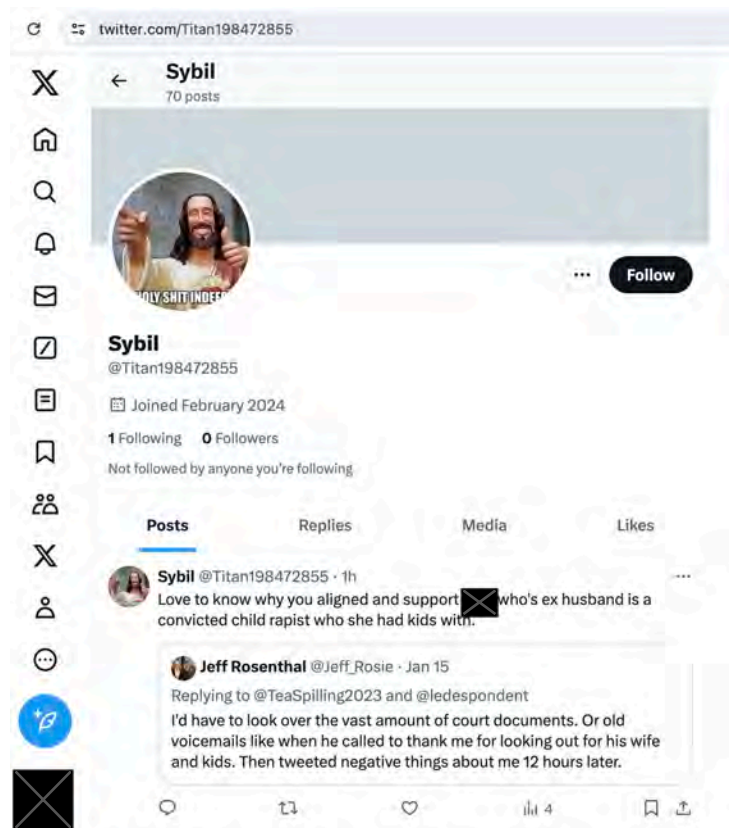 twitter.com/Titan198472855
Sybil
70 posts
HOLY SHIT INDEED
Follow
Sybil
@Titan198472855
Joined February 2024
1 Following 0 Followers
Not followed by anyone you're following
Posts Replies Media Likes
Sybil @Titan198472855 · 1h
Love to know why you aligned and support who's ex husband is a
convicted child rapist who she had kids with.
Jeff Rosenthal @Jeff_Rosie · Jan 15
Replying to @TeaSpilling2023 and @ledespondent
I'd have to look over the vast amount of court documents. Or old
voicemails like when he called to thank me for looking out for his wife
and kids. Then tweeted negative things about me 12 hours later.
4